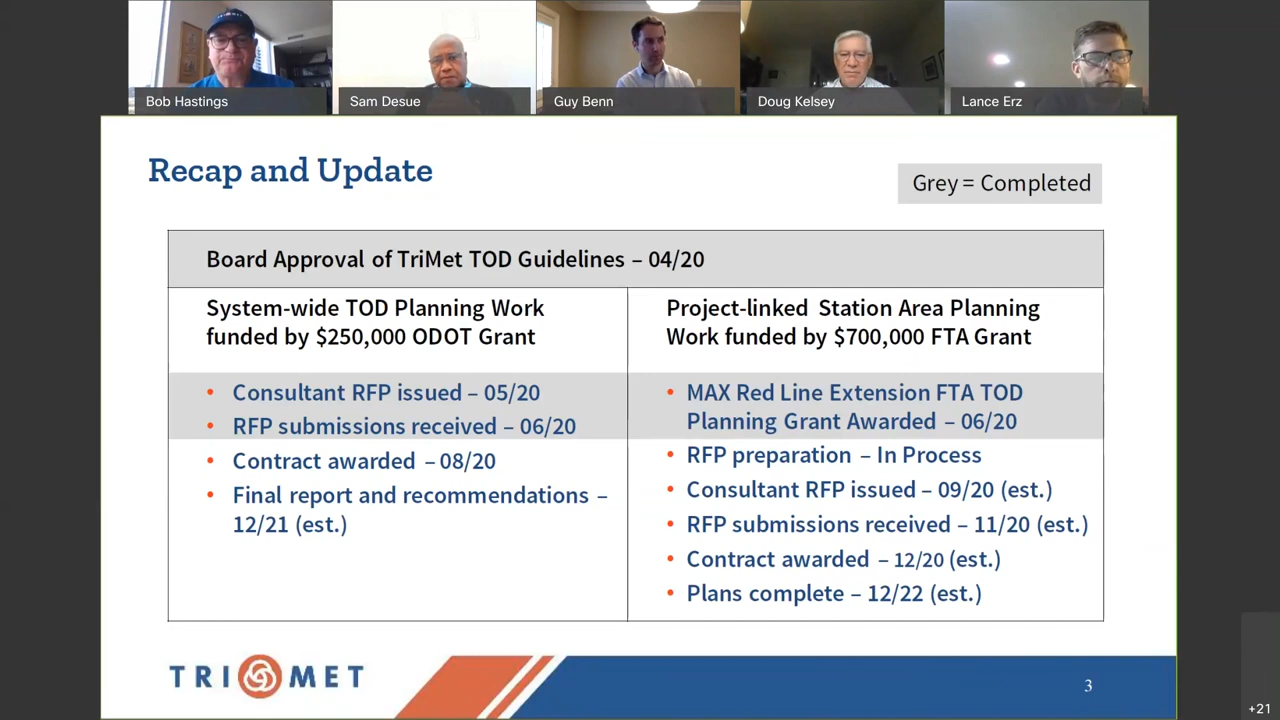 Bob Hastings
Sam Desue
Guy Benn
Doug Kelsey
Lance Erz
Recap and Update
Grey = Completed
Board Approval of TriMet TOD Guidelines – 04/20
System-wide TOD Planning Work
funded by $250,000 ODOT Grant
• Consultant RFP issued – 05/20
• RFP submissions received – 06/20
• Contract awarded – 08/20
• Final report and recommendations –
12/21 (est.)
Project-linked Station Area Planning
Work funded by $700,000 FTA Grant
• MAX Red Line Extension FTA TOD
Planning Grant Awarded – 06/20
• RFP preparation – In Process
• Consultant RFP issued – 09/20 (est.)
• RFP submissions received – 11/20 (est.)
• Contract awarded – 12/20 (est.)
• Plans complete – 12/22 (est.)
TRI MET
3
+21